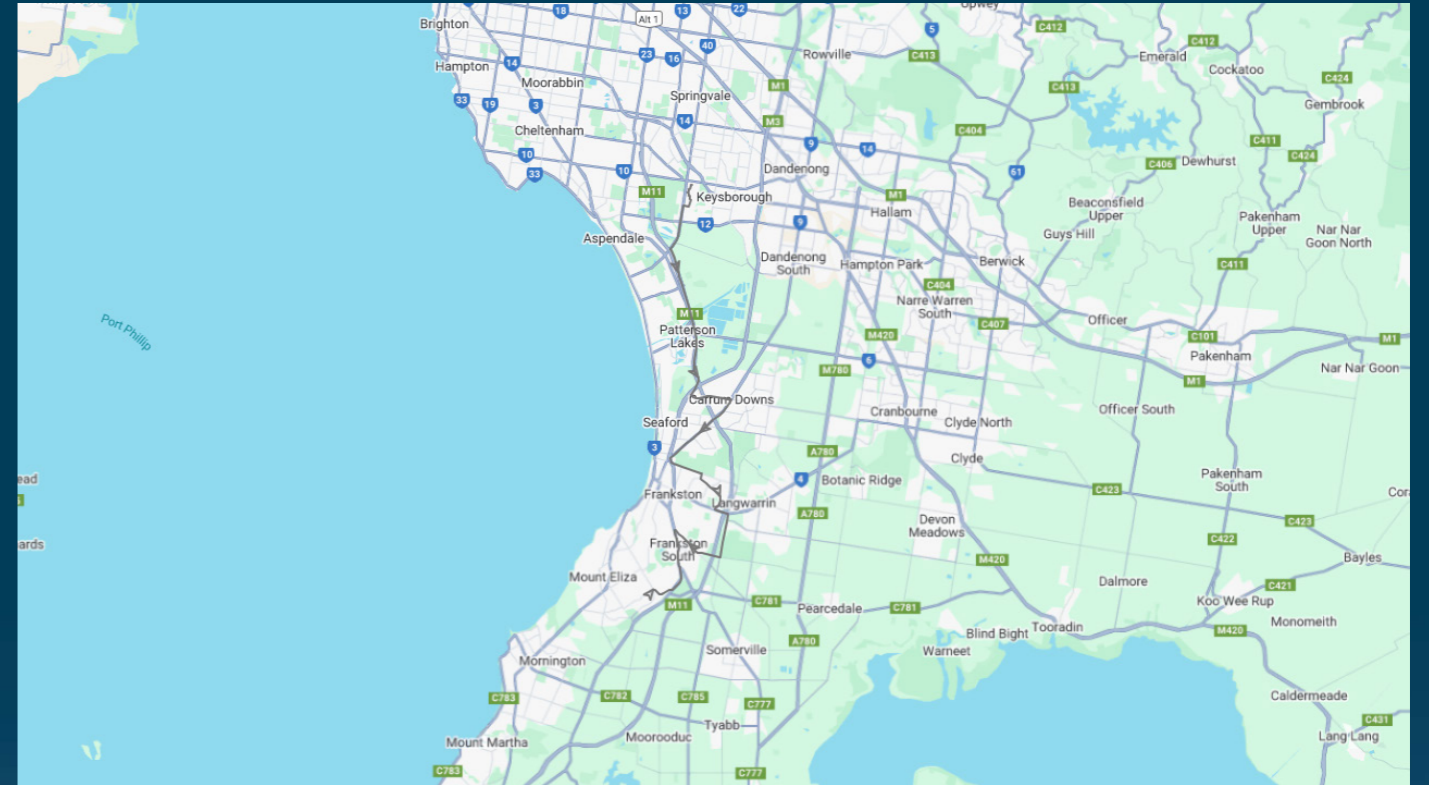 Brighton
18
Alt 1
13
22
Upwey
C412
5
40
23
16
Rowville
C413
C412
Emerald
Cockatoo
Hampton
14
Moorabbin
M1
C413
C424
Springvale
33
19
3
Gembrook
14
M3
Cheltenham
C404
9
14
C411
10
C406
Dewhurst
C424
33
10
Dandenong
61
M11
Keysborough
M1
Hallam
Beaconsfield
Upper
Pakenham
Upper
12
9
Guys Hill
Nar Nar
Goon North
Aspendale
Dandenong
South
Hampton Park
Berwick
C411
C404
Narre Warren
South
M11
C407
Officer
Port Phillip
Patterson
Lakes
M420
C101
M1
6
Pakenham
M780
M1
Nar Nar Goon
Carrum Downs
Cranbourne
Clyde North
Officer South
Seaford
3
A780
Clyde
4
Botanic Ridge
Pakenham
South
ead
C423
Frankston
Langwarrin
A780
Devon
Meadows
C423
C422
ards
Frankston
South
M420
Bayles
Mount Eliza
Dalmore
C421
M11
C781
Pearcedale
C781
Koo Wee Rup
Monomeith
Blind Bight
Tooradin
M420
A780
Somerville
Warneet
Mornington
C783
C782
C785
C777
Caldermeade
Tyabb
C431
Mount Martha
Moorooduc
Lang Lang
C783
C777